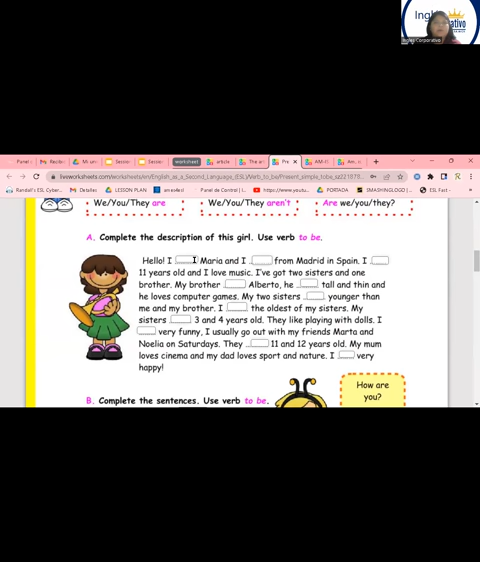 Inglés Corporativo
worksheet
article
AM-I
We/You/They are
We/You/They aren't
Are we/you/they?
A. Complete the description of this girl. Use verb to be.
Hello! I Maria and I from Madrid in Spain. I
11 years old and I love music. I've got two sisters and one
brother. My brother Alberto, he tall and thin and
he loves computer games. My two sisters younger than
me and my brother. I the oldest of my sisters. My
sisters 3 and 4 years old. They like playing with dolls. I
very funny, I usually go out with my friends Marta and
Noelia on Saturdays. They 11 and 12 years old. My mum
loves cinema and my dad loves sport and nature. I very
happy!
B. Complete the sentences. Use verb to be.
How are
you?